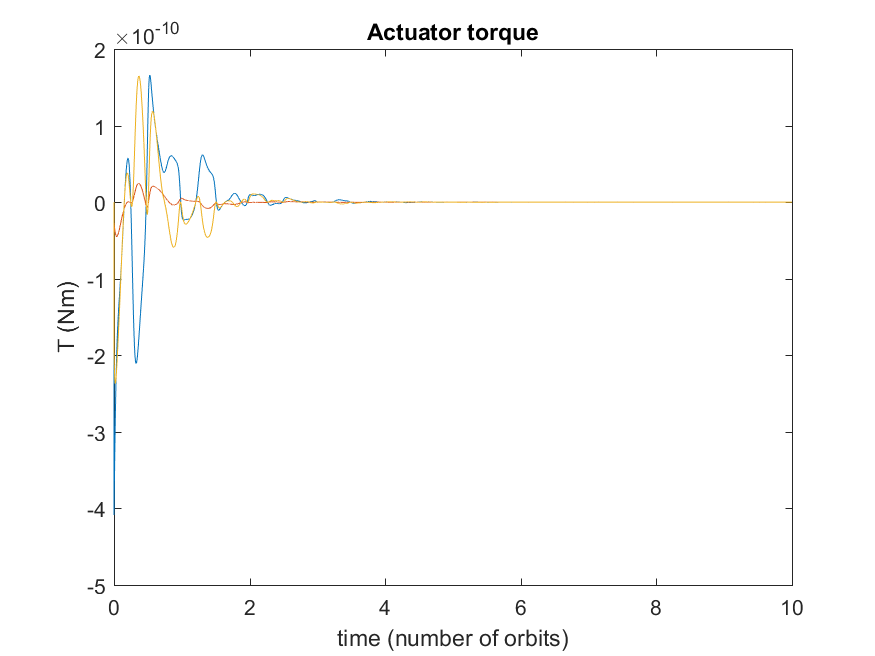 Actuator torque
×10-10
2
1
0
-1
-2
-3
-4
-5
T (Nm)
0 2 4 6 8 10
time (number of orbits)